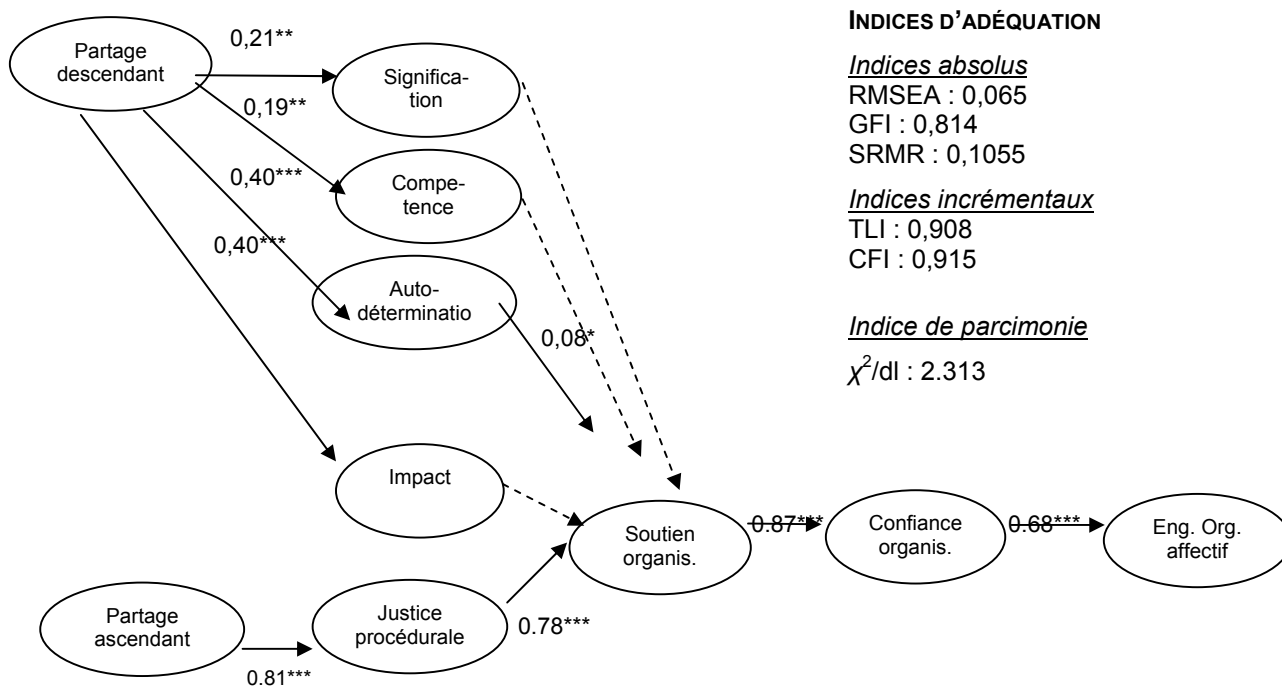 Partage
descendant
0,21**
Significa-
tion
0,19**
Compe-
tence
0,40***
0,40***
Auto-
déterminatio
0,08*
Impact
Soutien
organis.
0.87***
Confiance
organis.
0.68***
Eng. Org.
affectif
Partage
ascendant
0.81***
Justice
procédurale
0.78***
INDICES D'ADÉQUATION
Indices absolus
RMSEA : 0,065
GFI : 0,814
SRMR : 0,1055
Indices incrémentaux
TLI : 0,908
CFI : 0,915
Indice de parcimonie
χ²/dl : 2.313